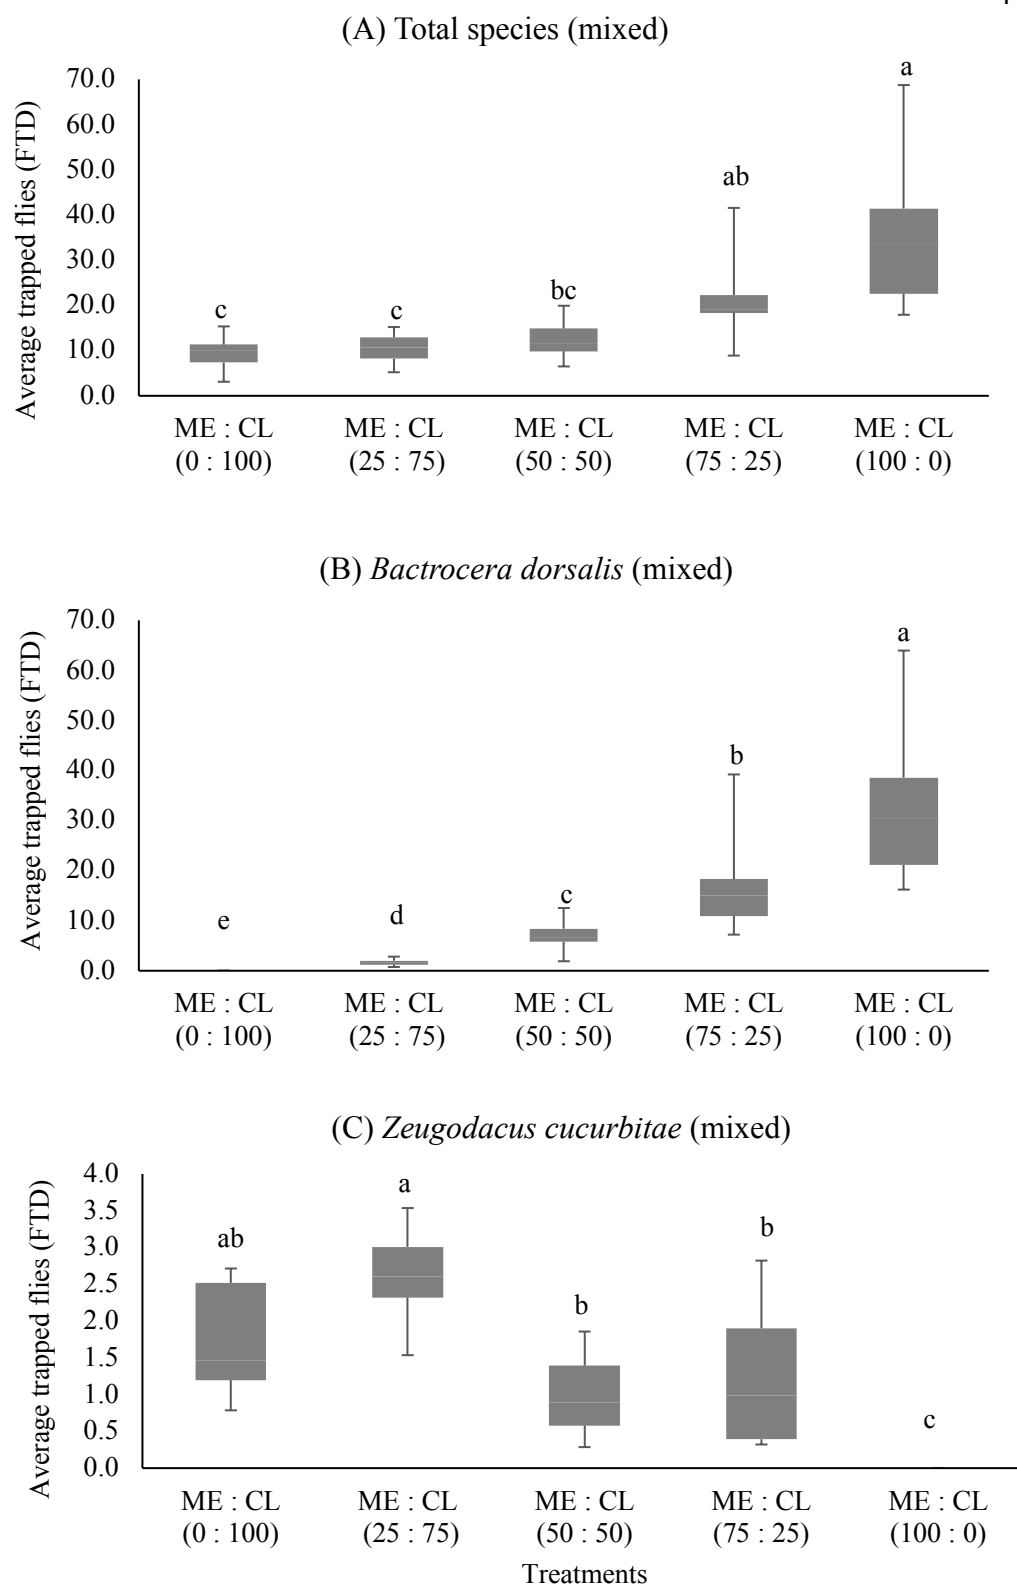 (A) Total species (mixed)
Average trapped flies (FTD)
70.0
60.0
50.0
40.0
30.0
20.0
10.0
0.0
c
c
bc
ab
a
ME : CL
(0 : 100)
ME : CL
(25 : 75)
ME : CL
(50 : 50)
ME : CL
(75 : 25)
ME : CL
(100 : 0)
(B) Bactrocera dorsalis (mixed)
Average trapped flies (FTD)
70.0
60.0
50.0
40.0
30.0
20.0
10.0
0.0
e
d
c
b
a
ME : CL
(0 : 100)
ME : CL
(25 : 75)
ME : CL
(50 : 50)
ME : CL
(75 : 25)
ME : CL
(100 : 0)
(C) Zeugodacus cucurbitae (mixed)
Average trapped flies (FTD)
4.0
3.5
3.0
2.5
2.0
1.5
1.0
0.5
0.0
ab
a
b
b
c
ME : CL
(0 : 100)
ME : CL
(25 : 75)
ME : CL
(50 : 50)
ME : CL
(75 : 25)
ME : CL
(100 : 0)
Treatments